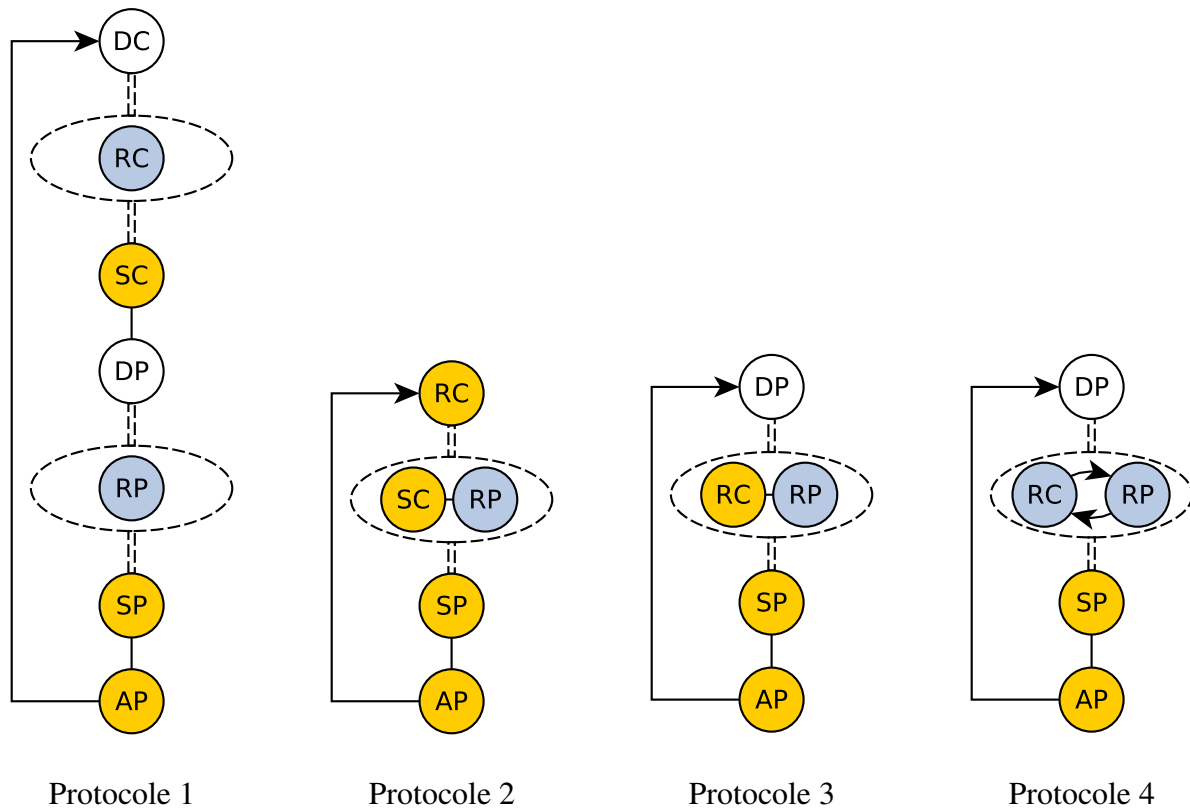 DC
RC
SC
DP
RP
SP
AP
RC
SC RP
SP
AP
DP
RC RP
SP
AP
DP
RC RP
SP
AP
Protocole 1 Protocole 2 Protocole 3 Protocole 4